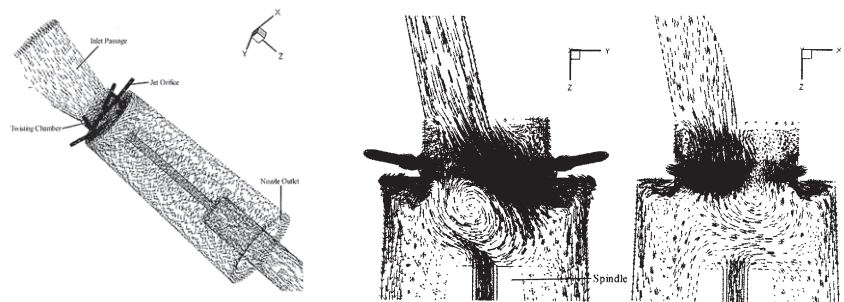 Inlet Passage
Jet Orifice
Twisting Chamber
Nozzle Outlet
X
Y
Z
Y
Z
X
Z
Spindle